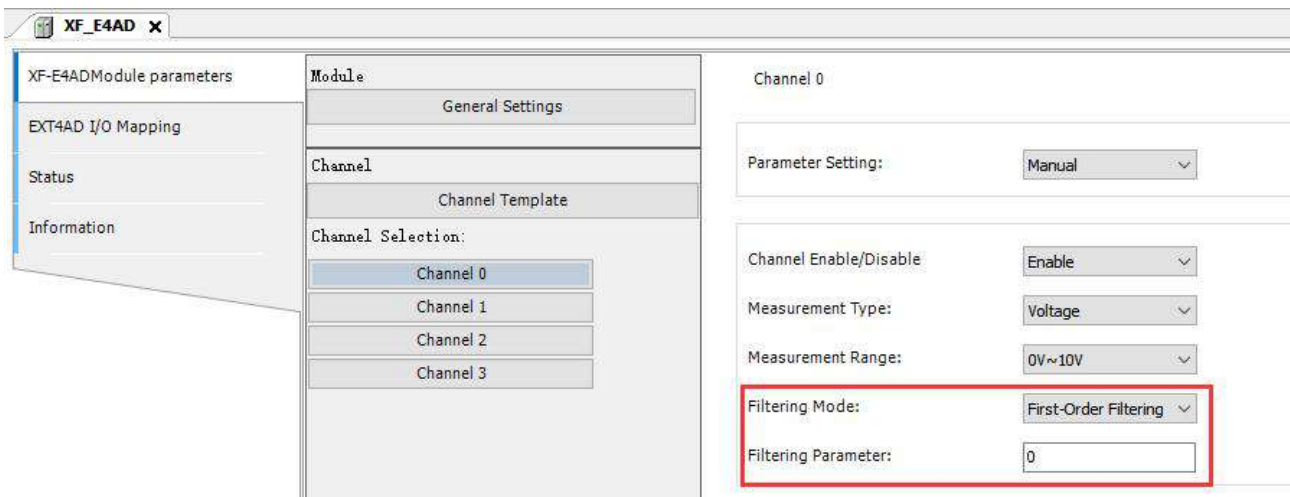 XF_E4AD X
XF-E4ADModule parameters
EXT4AD I/O Mapping
Status
Information
Module
General Settings
Channel
Channel Template
Channel Selection:
Channel 0
Channel 1
Channel 2
Channel 3
Channel 0
Parameter Setting: Manual
Channel Enable/Disable Enable
Measurement Type: Voltage
Measurement Range: 0V~10V
Filtering Mode: First-Order Filtering
Filtering Parameter: 0